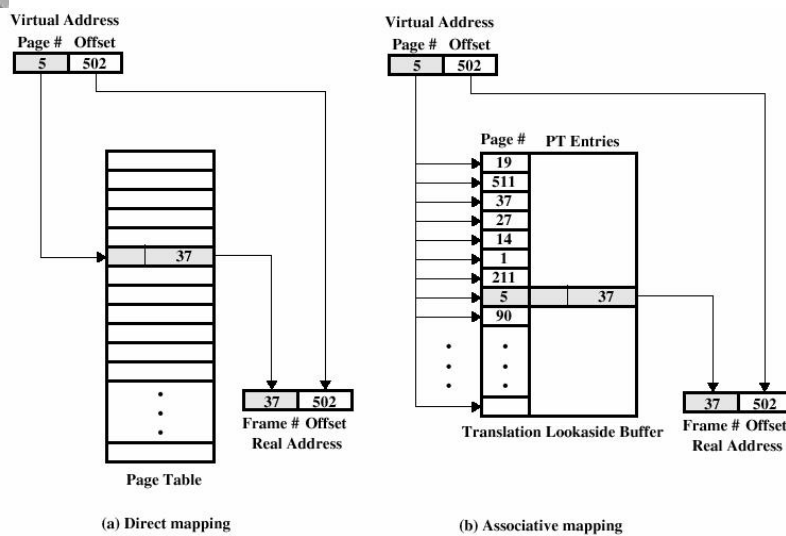 Virtual Address
Page # Offset
5 502
37
37 502
Frame # Offset
Real Address
Page Table
(a) Direct mapping
Virtual Address
Page # Offset
5 502
Page # PT Entries
19
511
37
27
14
1
211
5 37
90
37 502
Frame # Offset
Real Address
Translation Lookaside Buffer
(b) Associative mapping